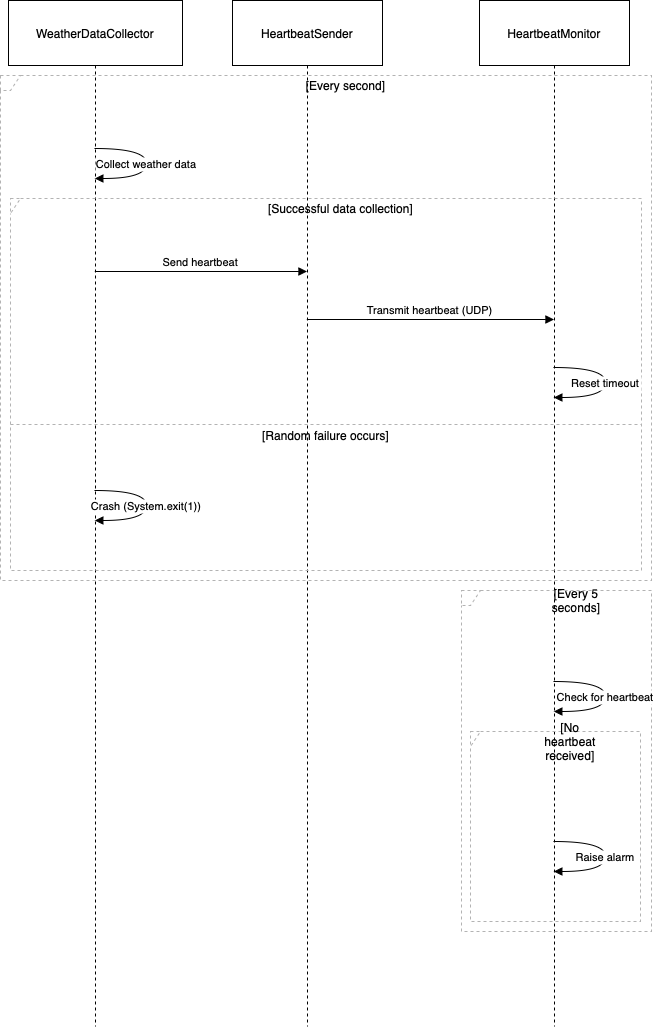 WeatherDataCollector
HeartbeatSender
HeartbeatMonitor
[Every second]
Collect weather data
[Successful data collection]
Send heartbeat
Transmit heartbeat (UDP)
Reset timeout
[Random failure occurs]
Crash (System.exit(1))
[Every 5
seconds]
Check for heartbeat
[No
heartbeat
received]
Raise alarm